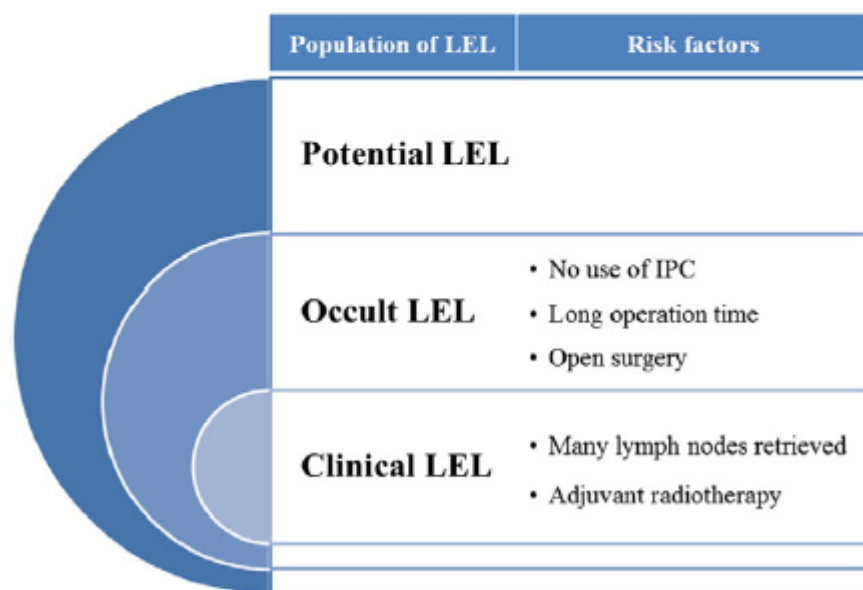 Population of LEL
Risk factors
Potential LEL
Occult LEL
• No use of IPC
• Long operation time
• Open surgery
Clinical LEL
• Many lymph nodes retrieved
• Adjuvant radiotherapy